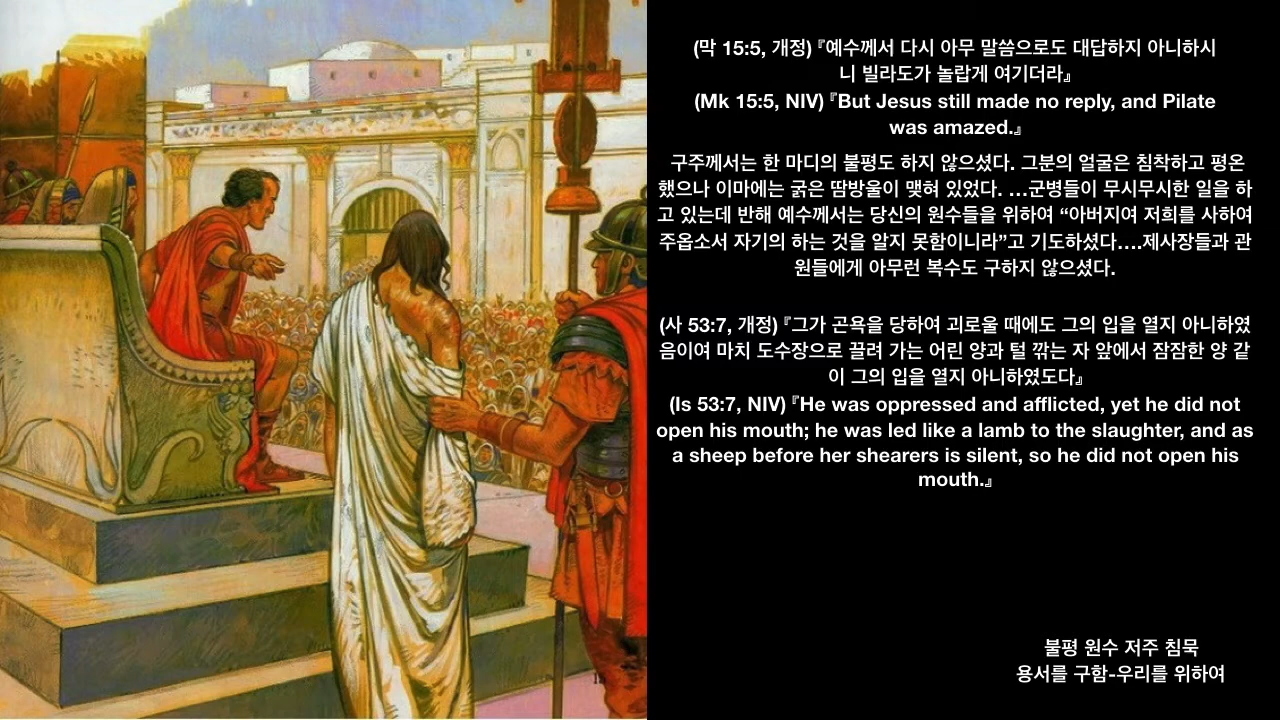 (막 15:5, 개정)『예수께서 다시 아무 말씀으로도 대답하지 아니하시
니 빌라도가 놀랍게 여기더라』
(Mk 15:5, NIV)『But Jesus still made no reply, and Pilate
was amazed.』
구주께서는 한 마디의 불평도 하지 않으셨다. 그분의 얼굴은 침착하고 평온
했으나 이마에는 굵은 땀방울이 맺혀 있었다. …군병들이 무시무시한 일을 하
고 있는데 반해 예수께서는 당신의 원수들을 위하여 “아버지여 저희를 사하여
주옵소서 자기의 하는 것을 알지 못함이니라”고 기도하셨다….제사장들과 관
원들에게 아무런 복수도 구하지 않으셨다.
(사 53:7, 개정)『그가 곤욕을 당하여 괴로울 때에도 그의 입을 열지 아니하였
음이여 마치 도수장으로 끌려 가는 어린 양과 털 깎는 자 앞에서 잠잠한 양 같
이 그의 입을 열지 아니하였도다』
(Is 53:7, NIV)『He was oppressed and afflicted, yet he did not
open his mouth; he was led like a lamb to the slaughter, and as
a sheep before her shearers is silent, so he did not open his
mouth.』
불평 원수 저주 침묵
용서를 구함-우리를 위하여